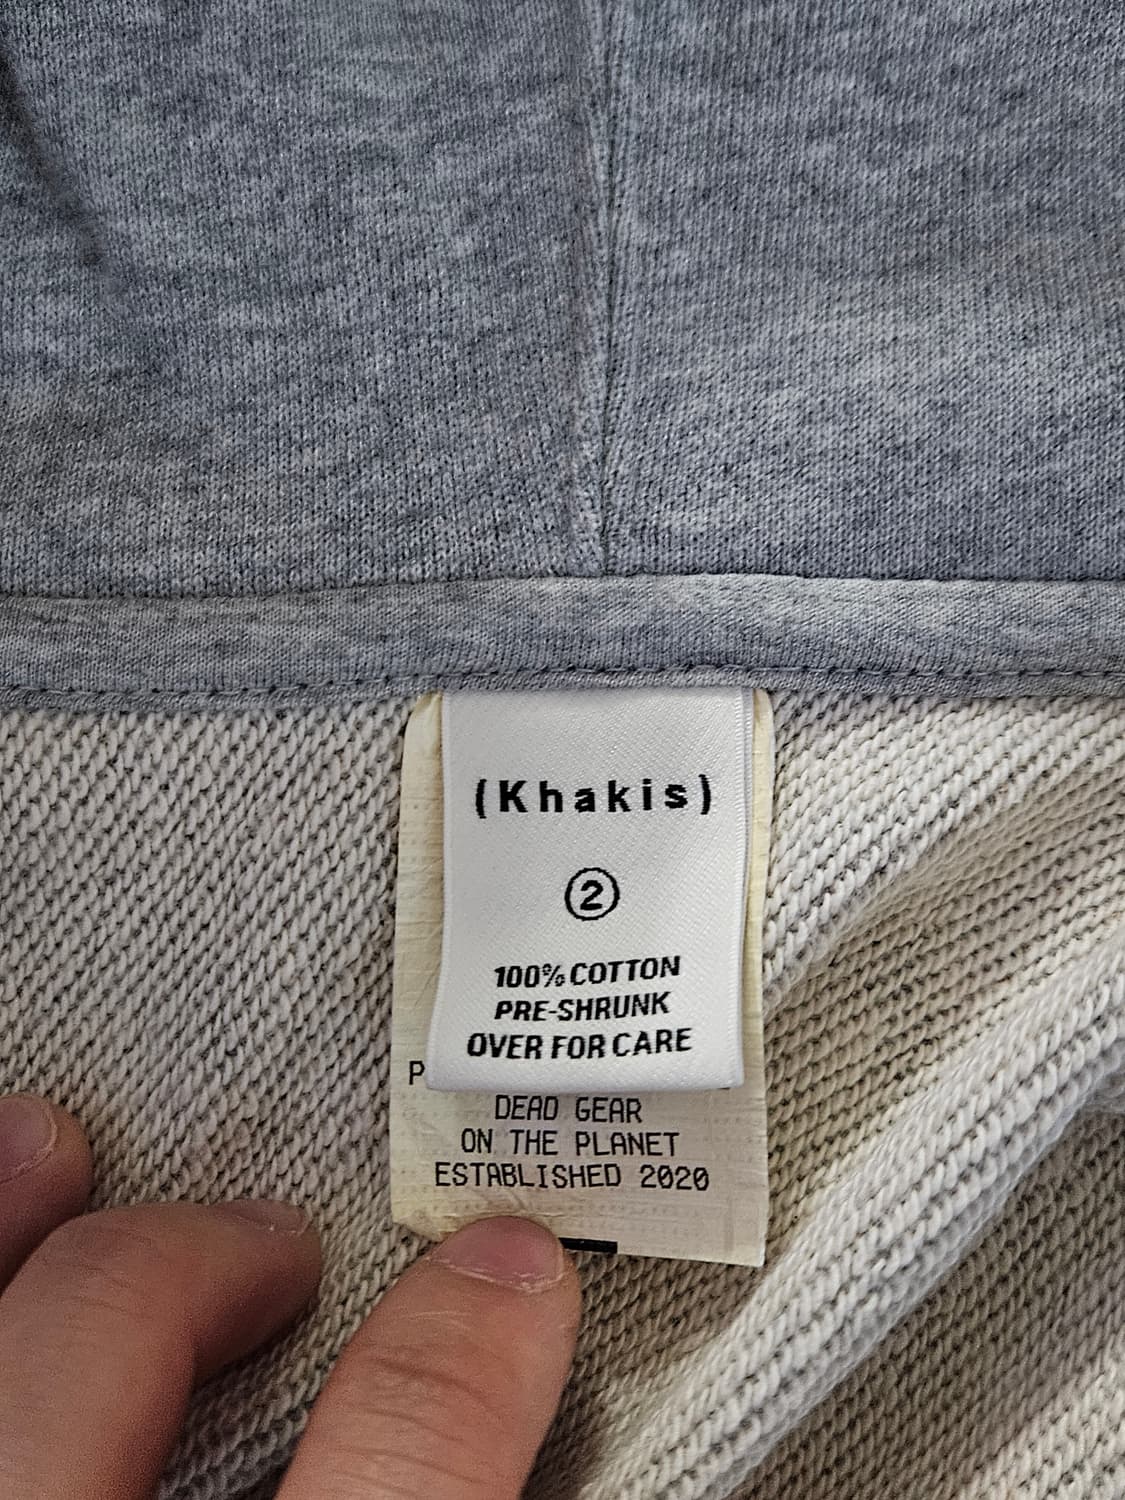 (Khakis)
2
100% COTTON
PRE-SHRUNK
OVER FOR CARE
P
DEAD GEAR
ON THE PLANET
ESTABLISHED 2020